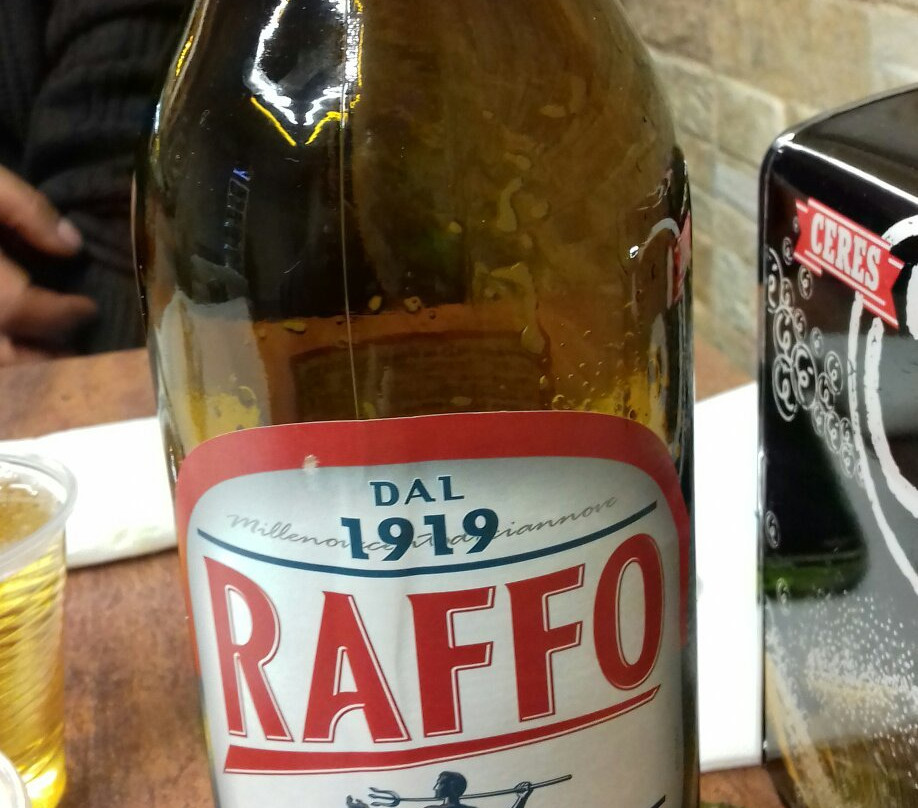 DAL
1919
Millenovecentodiciannove
RAFFO
CERES